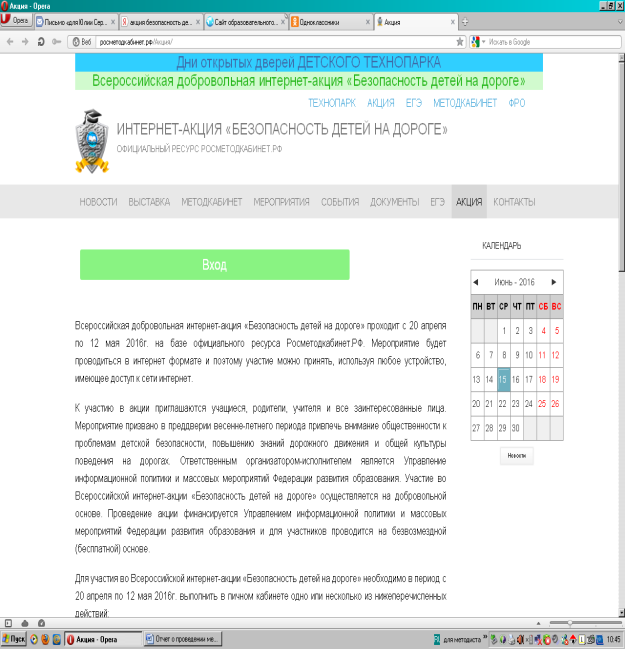 Акция - Opera
Opera
Письмо «для Юлии Сер...
акция безопасность де...
Сайт образовательного...
Одноклассники
Акция
Веб
росметодкабинет.рф/Акция/
Искать в Google
Дни открытых дверей ДЕТСКОГО ТЕХНОПАРКА
Всероссийская добровольная интернет-акция «Безопасность детей на дороге»
ТЕХНОПАРК АКЦИЯ ЕГЭ МЕТОДКАБИНЕТ ФРО
ИНТЕРНЕТ-АКЦИЯ «БЕЗОПАСНОСТЬ ДЕТЕЙ НА ДОРОГЕ»
ОФИЦИАЛЬНЫЙ РЕСУРС РОСМЕТОДКАБИНЕТ.РФ
НОВОСТИ ВЫСТАВКА МЕТОДКАБИНЕТ МЕРОПРИЯТИЯ СОБЫТИЯ ДОКУМЕНТЫ ЕГЭ АКЦИЯ КОНТАКТЫ
Вход
Всероссийская добровольная интернет-акция «Безопасность детей на дороге» проходит с 20 апреля
по 12 мая 2016г. на базе официального ресурса Росметодкабинет.РФ. Мероприятие будет
проводиться в интернет формате и поэтому участие можно принять, используя любое устройство,
имеющее доступ к сети интернет.
К участию в акции приглашаются учащиеся, родители, учителя и все заинтересованные лица.
Мероприятие призвано в преддверии весенне-летнего периода привлечь внимание общественности к
проблемам детской безопасности, повышению знаний дорожного движения и общей культуры
поведения на дорогах. Ответственным организатором-исполнителем является Управление
информационной политики и массовых мероприятий Федерации развития образования. Участие во
Всероссийской интернет-акции «Безопасность детей на дороге» осуществляется на добровольной
основе. Проведение акции финансируется Управлением информационной политики и массовых
мероприятий Федерации развития образования и для участников проводится на безвозмездной
(бесплатной) основе.
Для участия во Всероссийской интернет-акции «Безопасность детей на дороге» необходимо в период с
20 апреля по 12 мая 2016г. выполнить в личном кабинете одно или несколько из нижеперечисленных
действий:
КАЛЕНДАРЬ
Июнь - 2016
ПН ВТ СР ЧТ ПТ СБ ВС
1 2 3 4 5
6 7 8 9 10 11 12
13 14 15 16 17 18 19
20 21 22 23 24 25 26
27 28 29 30
Новости
Пуск
Акция - Opera
Отчет о проведении ме...
для методиста
10:45